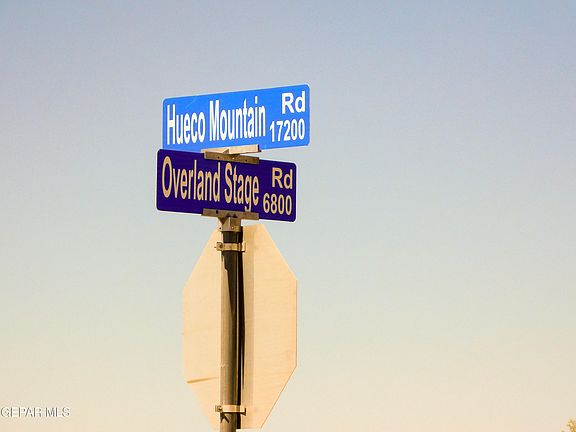 Hueco Mountain Rd
17200
Overland Stage Rd
6800
GEPAR MLS